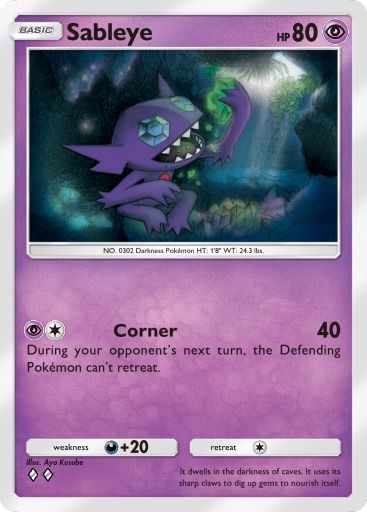 BASIC Sableye HP 80
NO. 0302 Darkness Pokémon HT: 1'8" WT: 24.3 lbs.
Corner 40
During your opponent's next turn, the Defending
Pokémon can't retreat.
weakness +20 retreat
Illus. Aya Kusube
It dwells in the darkness of caves. It uses its
sharp claws to dig up gems to nourish itself.